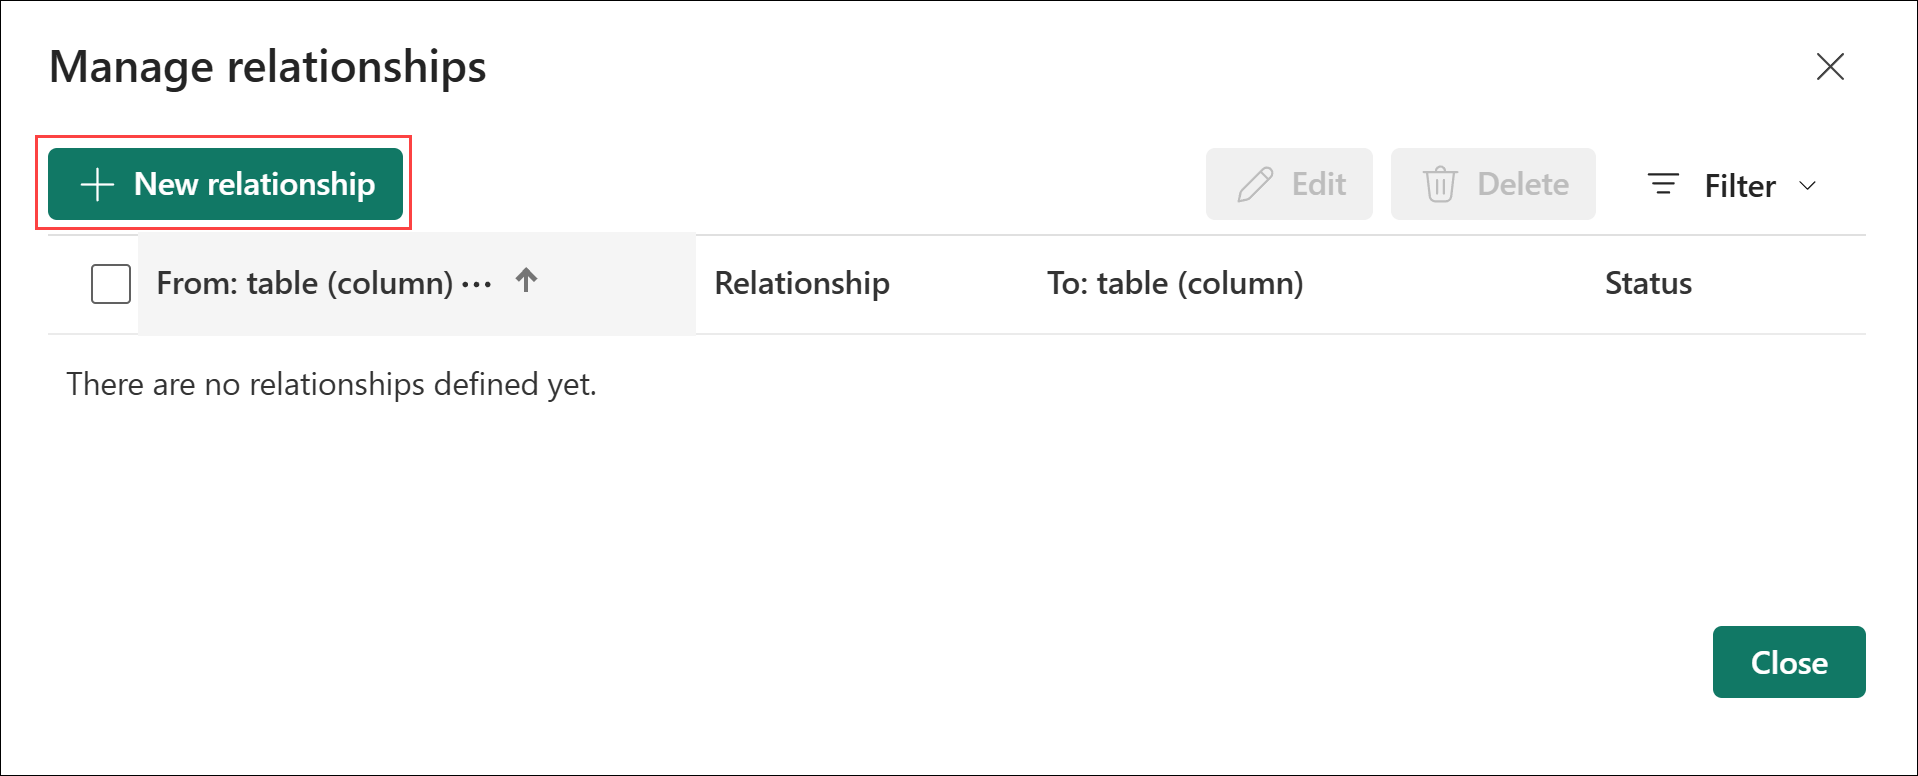 Manage relationships
New relationship
Edit
Delete
Filter
From: table (column) ...
Relationship
To: table (column)
Status
There are no relationships defined yet.
Close